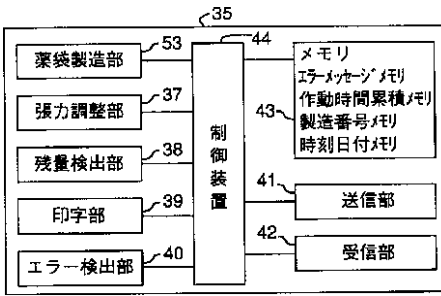 35
薬袋製造部
53
張力調整部
37
残量検出部
38
印字部
39
エラー検出部
40
44
制御装置
メモリ
エラーメッセージメモリ
作動時間累積メモリ
製造番号メモリ
時刻日付メモリ
43
送信部
41
受信部
42